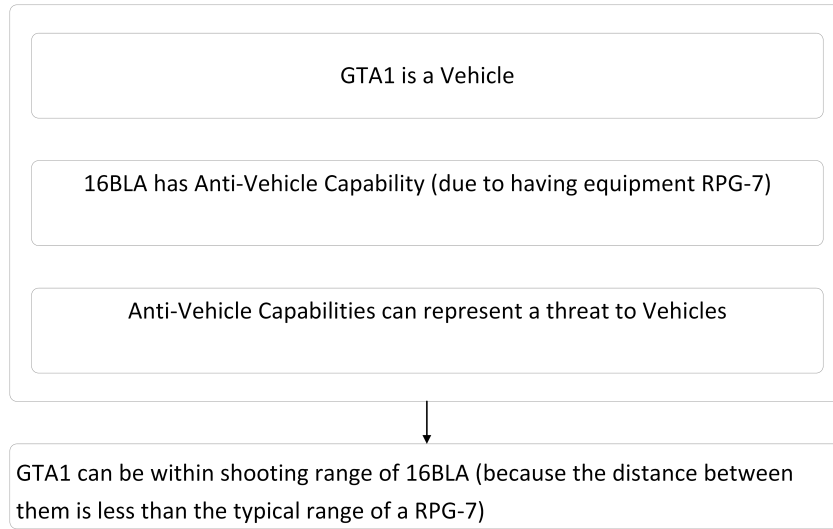 GTA1 is a Vehicle
16BLA has Anti-Vehicle Capability (due to having equipment RPG-7)
Anti-Vehicle Capabilities can represent a threat to Vehicles
GTA1 can be within shooting range of 16BLA (because the distance between
them is less than the typical range of a RPG-7)